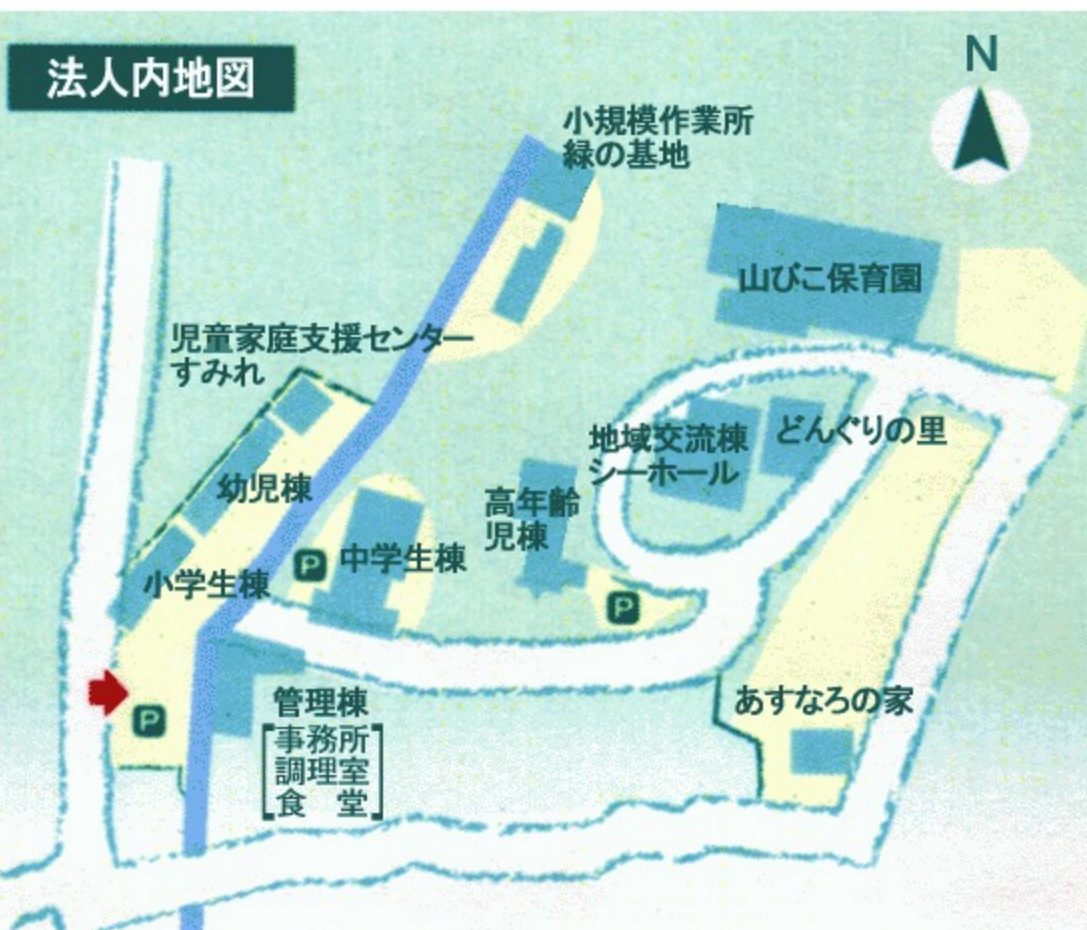 法人内地図
N
小規模作業所
緑の基地
山びこ保育園
児童家庭支援センター
すみれ
地域交流棟
シーホール
どんぐりの里
幼児棟
高年齢
児棟
中学生棟
小学生棟
P
P
P
あすなろの家
管理棟
[事務所
調理室
食　堂]